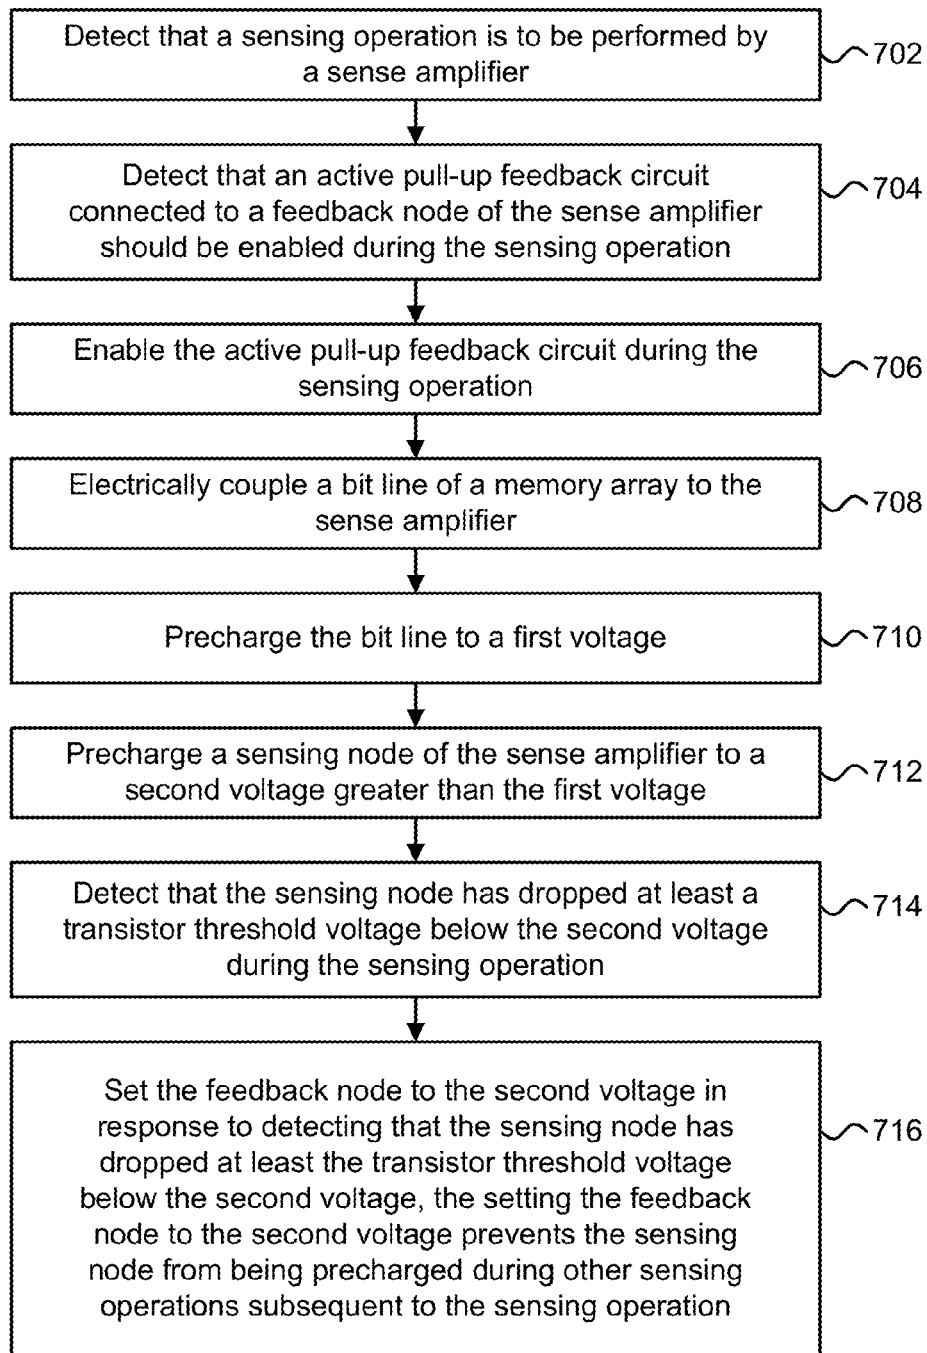 Detect that a sensing operation is to be performed by
a sense amplifier
702
Detect that an active pull-up feedback circuit
connected to a feedback node of the sense amplifier
should be enabled during the sensing operation
704
Enable the active pull-up feedback circuit during the
sensing operation
706
Electrically couple a bit line of a memory array to the
sense amplifier
708
Precharge the bit line to a first voltage
710
Precharge a sensing node of the sense amplifier to a
second voltage greater than the first voltage
712
Detect that the sensing node has dropped at least a
transistor threshold voltage below the second voltage
during the sensing operation
714
Set the feedback node to the second voltage in
response to detecting that the sensing node has
dropped at least the transistor threshold voltage
below the second voltage, the setting the feedback
node to the second voltage prevents the sensing
node from being precharged during other sensing
operations subsequent to the sensing operation
716